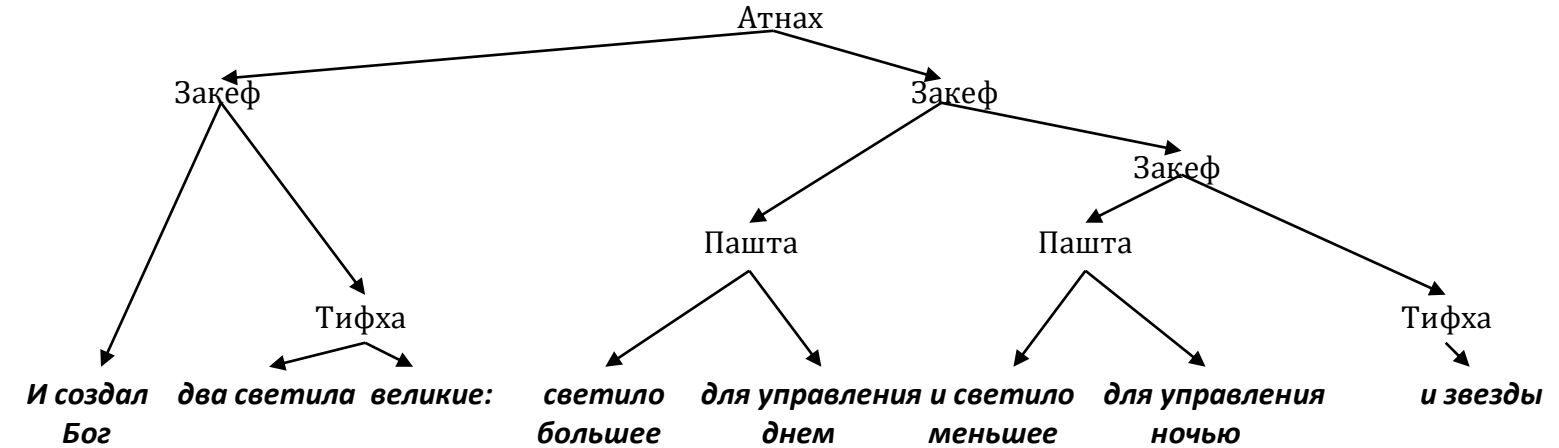 Атнах
Закеф Закеф
Закеф
Пашта Пашта
Тифха Тифха
И создал два светила великие: светило для управления и светило для управления и звезды
Бог большее днем меньшее ночью